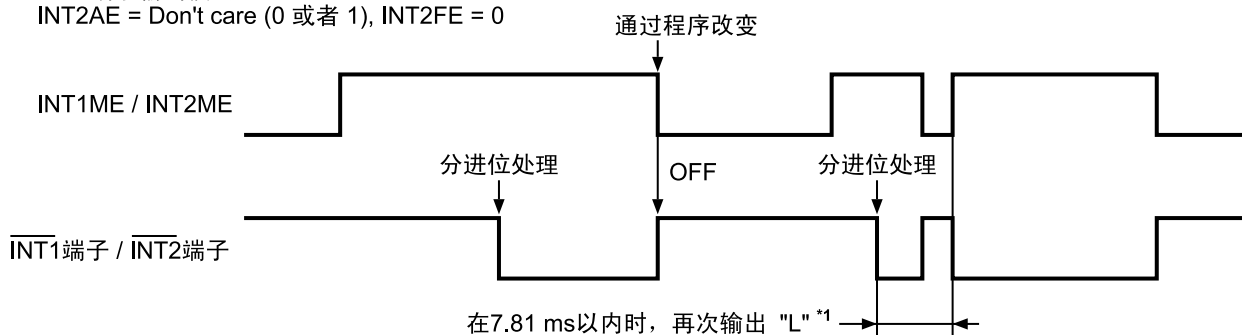 INT2AE = Don't care (0 或者 1), INT2FE = 0
通过程序改变
INT1ME / INT2ME
分进位处理
OFF
分进位处理
INT1端子 / INT2端子
在7.81 ms以内时，再次输出 "L" *1